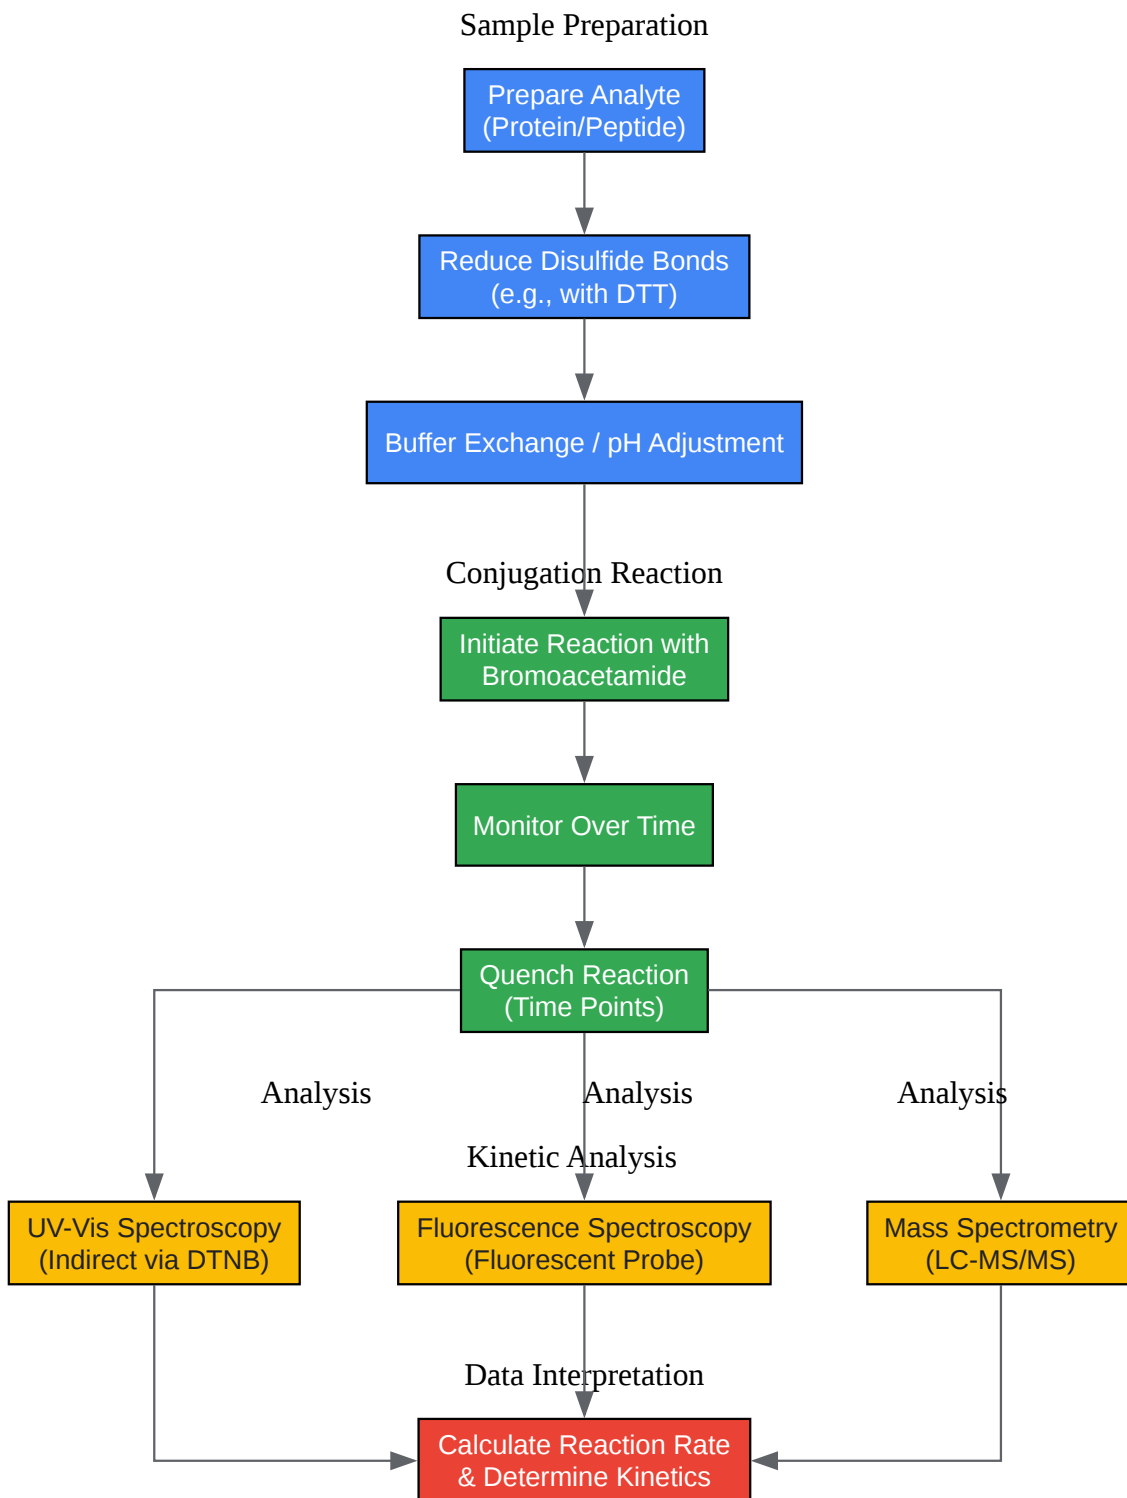 Sample Preparation
Prepare Analyte
(Protein/Peptide)
Reduce Disulfide Bonds
(e.g., with DTT)
Buffer Exchange / pH Adjustment
Conjugation Reaction
Initiate Reaction with
Bromoacetamide
Monitor Over Time
Quench Reaction
(Time Points)
Analysis
Analysis
Analysis
Kinetic Analysis
UV-Vis Spectroscopy
(Indirect via DTNB)
Fluorescence Spectroscopy
(Fluorescent Probe)
Mass Spectrometry
(LC-MS/MS)
Data Interpretation
Calculate Reaction Rate
& Determine Kinetics